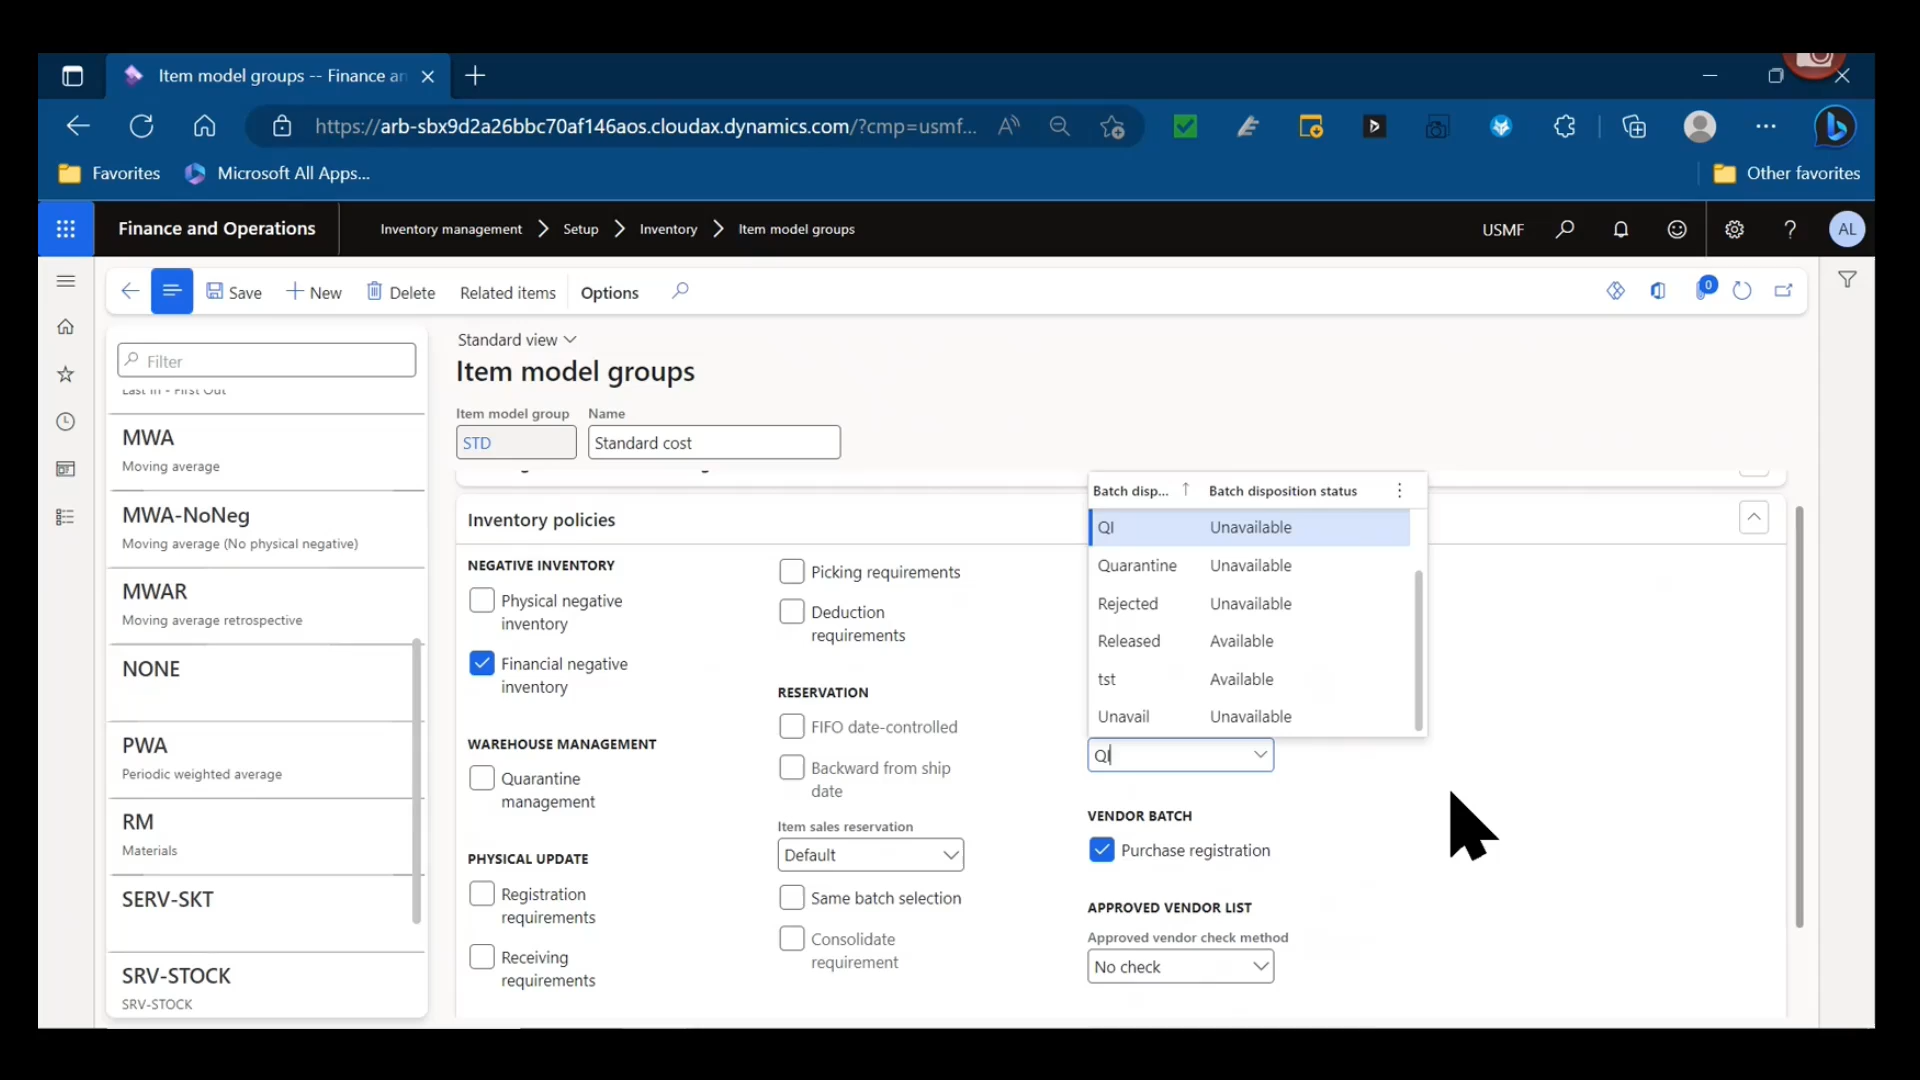 Item model groups -- Finance an
https://arb-sbx9d2a26bbc70af146aos.cloudax.dynamics.com/?cmp=usmf...
Favorites
Microsoft All Apps...
Other favorites
Finance and Operations
Inventory management
Setup
Inventory
Item model groups
USMF
AL
Save
New
Delete
Related items
Options
0
Filter
Last In - First Out
MWA
Moving average
MWA-NoNeg
Moving average (No physical negative)
MWAR
Moving average retrospective
NONE
PWA
Periodic weighted average
RM
Materials
SERV-SKT
SRV-STOCK
SRV-STOCK
Standard view
Item model groups
Item model group
Name
STD
Standard cost
Inventory policies
NEGATIVE INVENTORY
Physical negative
inventory
Financial negative
inventory
WAREHOUSE MANAGEMENT
Quarantine
management
PHYSICAL UPDATE
Registration
requirements
Receiving
requirements
Picking requirements
Deduction
requirements
RESERVATION
FIFO date-controlled
Backward from ship
date
Item sales reservation
Default
Same batch selection
Consolidate
requirement
Batch disp...
Batch disposition status
QI
Unavailable
Quarantine
Unavailable
Rejected
Unavailable
Released
Available
tst
Available
Unavail
Unavailable
QI
VENDOR BATCH
Purchase registration
APPROVED VENDOR LIST
Approved vendor check method
No check